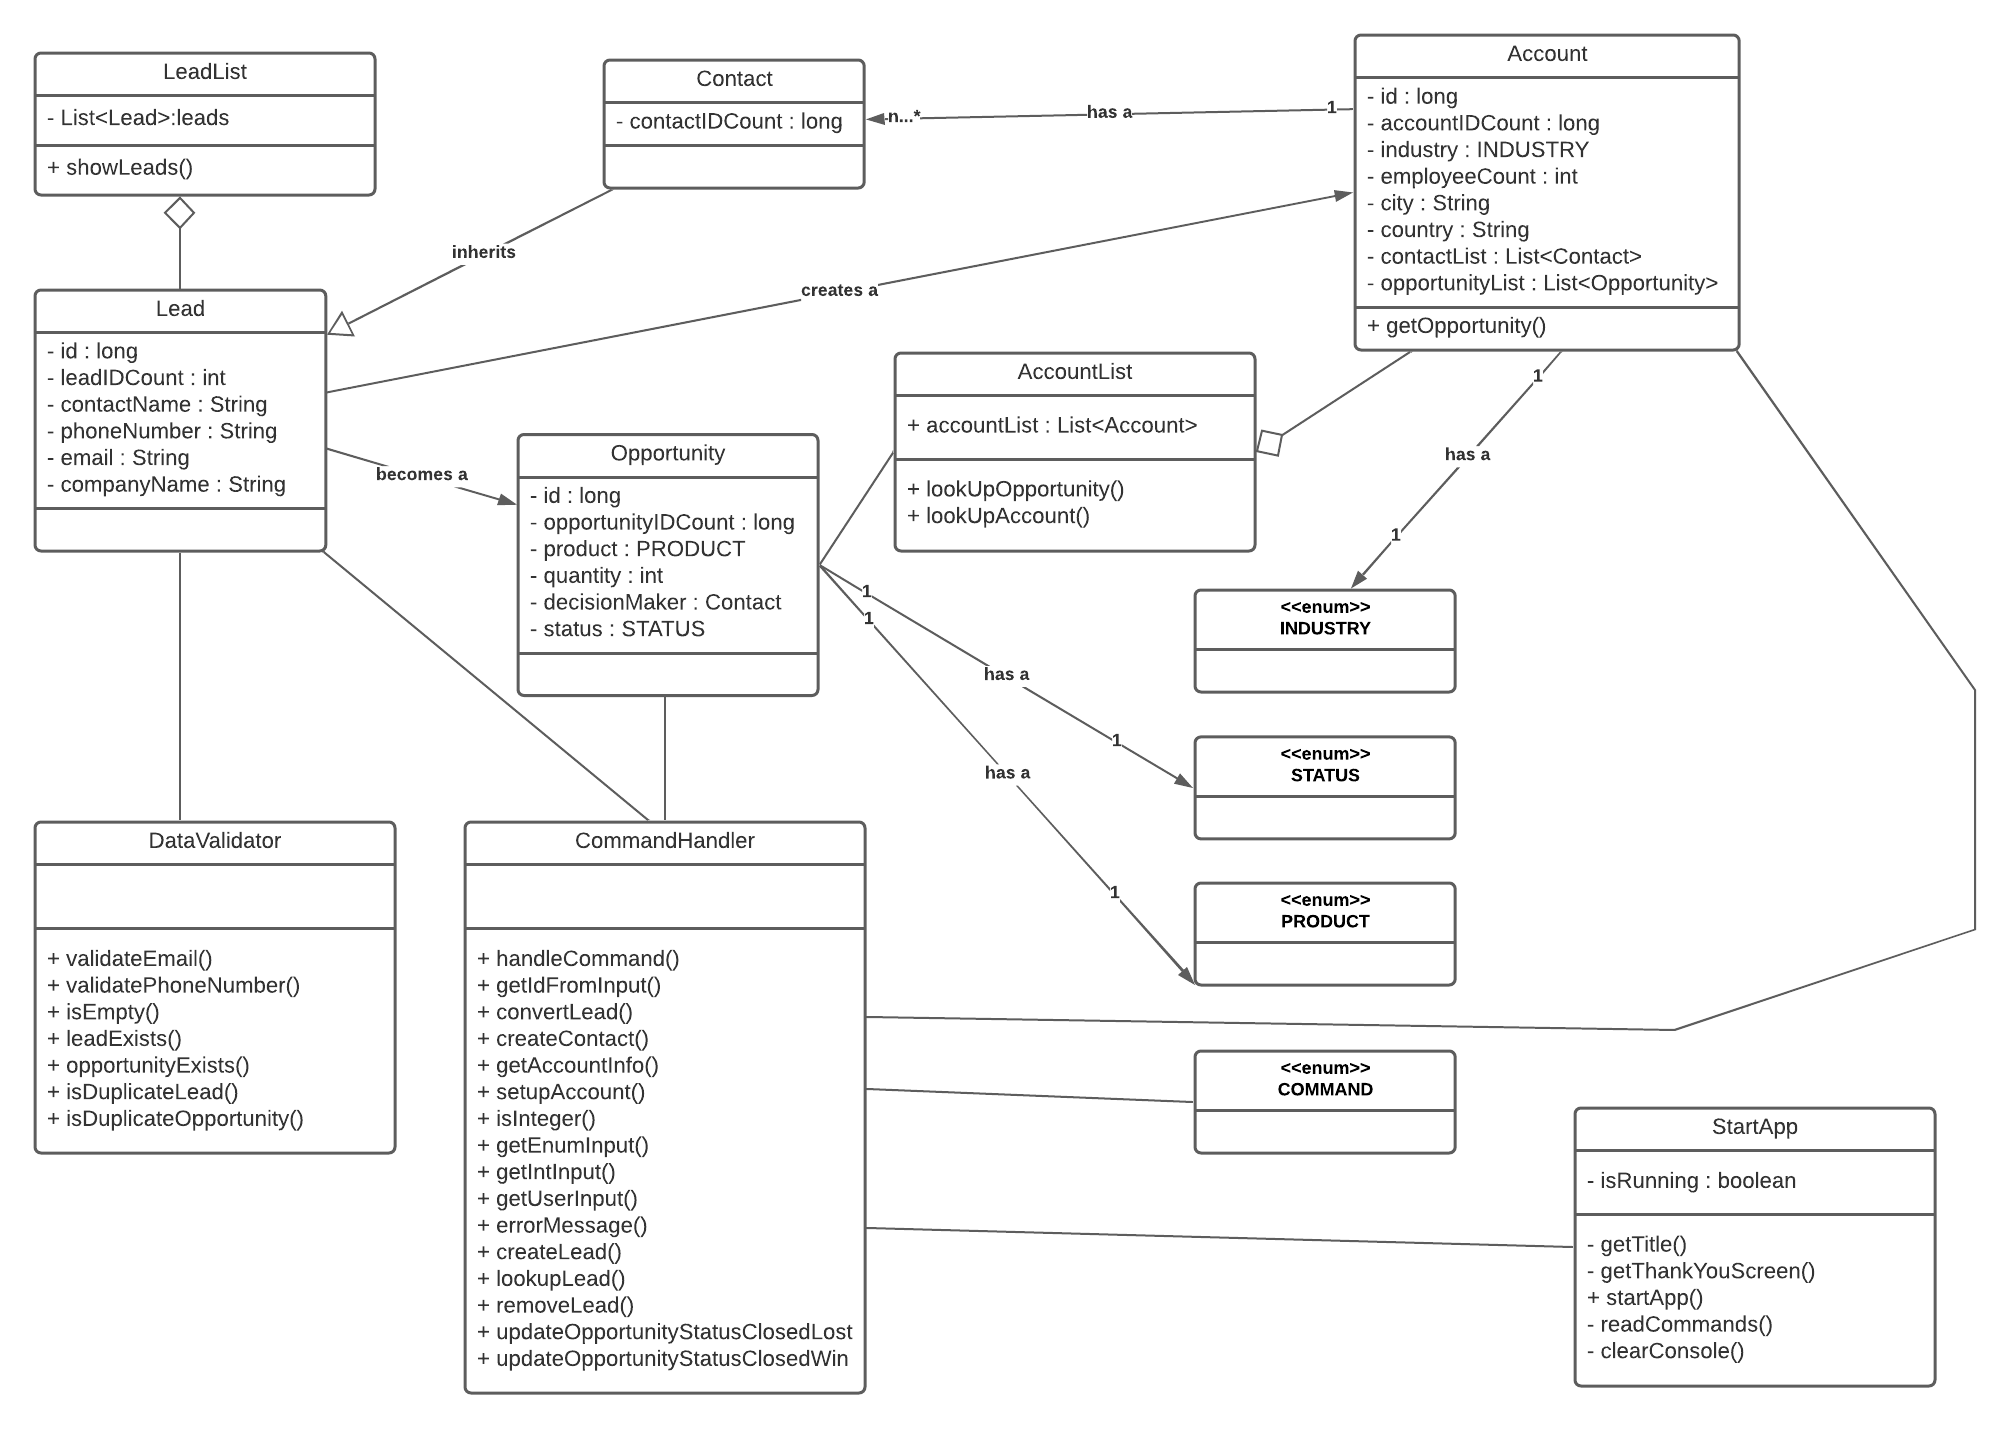 LeadList
- List<Lead>:leads
+ showLeads()
Contact
- contactIDCount : long
n...*
has a
1
Account
- id : long
- accountIDCount : long
- industry : INDUSTRY
- employeeCount : int
- city : String
- country : String
- contactList : List<Contact>
- opportunityList : List<Opportunity>
+ getOpportunity()
inherits
creates a
Lead
- id : long
- leadIDCount : int
- contactName : String
- phoneNumber : String
- email : String
- companyName : String
becomes a
Opportunity
- id : long
- opportunityIDCount : long
- product : PRODUCT
- quantity : int
- decisionMaker : Contact
- status : STATUS
AccountList
+ accountList : List<Account>
+ lookUpOpportunity()
+ lookUpAccount()
1
has a
1
<<enum>>
INDUSTRY
1
has a
1
<<enum>>
STATUS
1
has a
1
<<enum>>
PRODUCT
DataValidator
+ validateEmail()
+ validatePhoneNumber()
+ isEmpty()
+ leadExists()
+ opportunityExists()
+ isDuplicateLead()
+ isDuplicateOpportunity()
CommandHandler
+ handleCommand()
+ getIdFromInput()
+ convertLead()
+ createContact()
+ getAccountInfo()
+ setupAccount()
+ isInteger()
+ getEnumInput()
+ getIntInput()
+ getUserInput()
+ errorMessage()
+ createLead()
+ lookupLead()
+ removeLead()
+ updateOpportunityStatusClosedLost
+ updateOpportunityStatusClosedWin
<<enum>>
COMMAND
StartApp
- isRunning : boolean
- getTitle()
- getThankYouScreen()
+ startApp()
- readCommands()
- clearConsole()